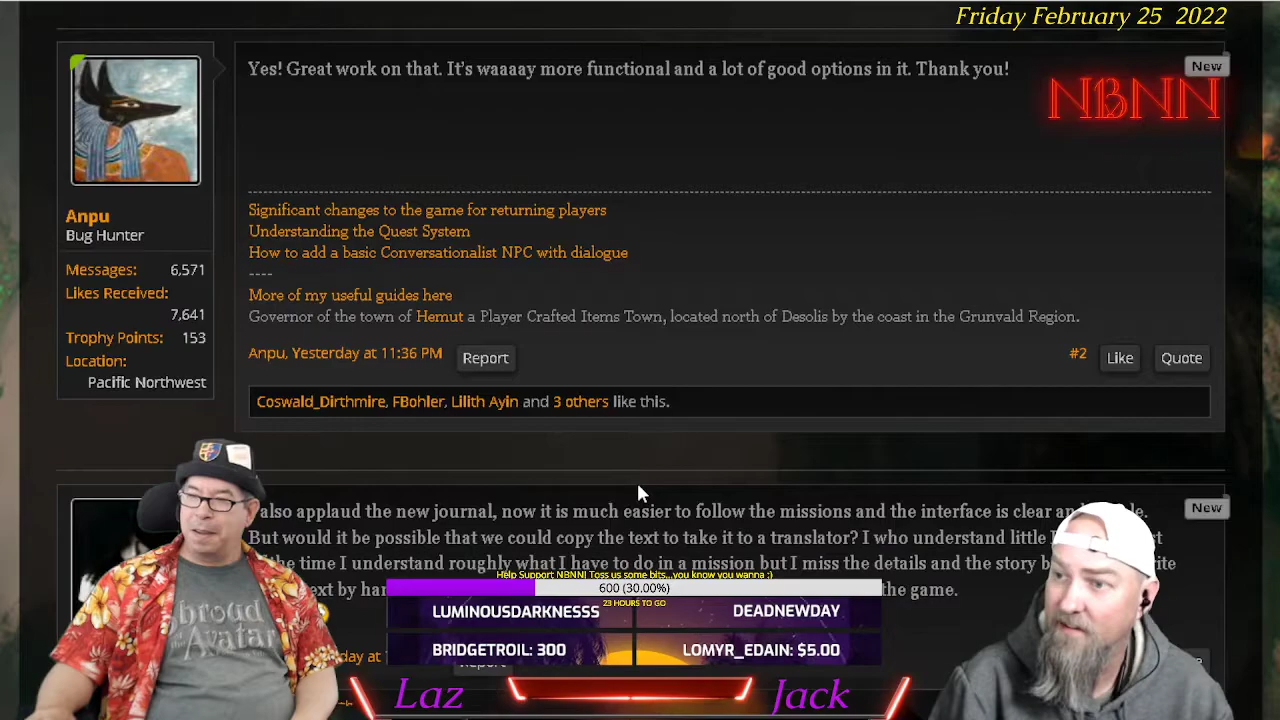 Friday February 25 2022
Yes! Great work on that. It's waaaay more functional and a lot of good options in it. Thank you!
New
NBNN
Significant changes to the game for returning players
Understanding the Quest System
How to add a basic Conversationalist NPC with dialogue
----
More of my useful guides here
Governor of the town of Hemut a Player Crafted Items Town, located north of Desolis by the coast in the Grunvald Region.
Anpu
Bug Hunter
Messages: 6,571
Likes Received:
7,641
Trophy Points: 153
Location:
Pacific Northwest
Anpu, Yesterday at 11:36 PM Report #2 Like Quote
Coswald_Dirthmire, FBohler, Lilith Ayin and 3 others like this.
New
also applaud the new journal, now it is much easier to follow the missions and the interface is clear
But would it be possible that we could copy the text to take it to a translator? I who understand little
the time I understand roughly what I have to do in a mission but I miss the details and the story
ext by the game.
Help Support NBNN! Toss us some bits...you know you wanna :)
600 (30.00%)
23 HOURS TO GO
LUMINOUSDARKNESSS DEADNEWDAY
BRIDGETROIL: 300 LOMYR_EDAIN: $5.00
Shroud
of the
Avatar
Laz Jack